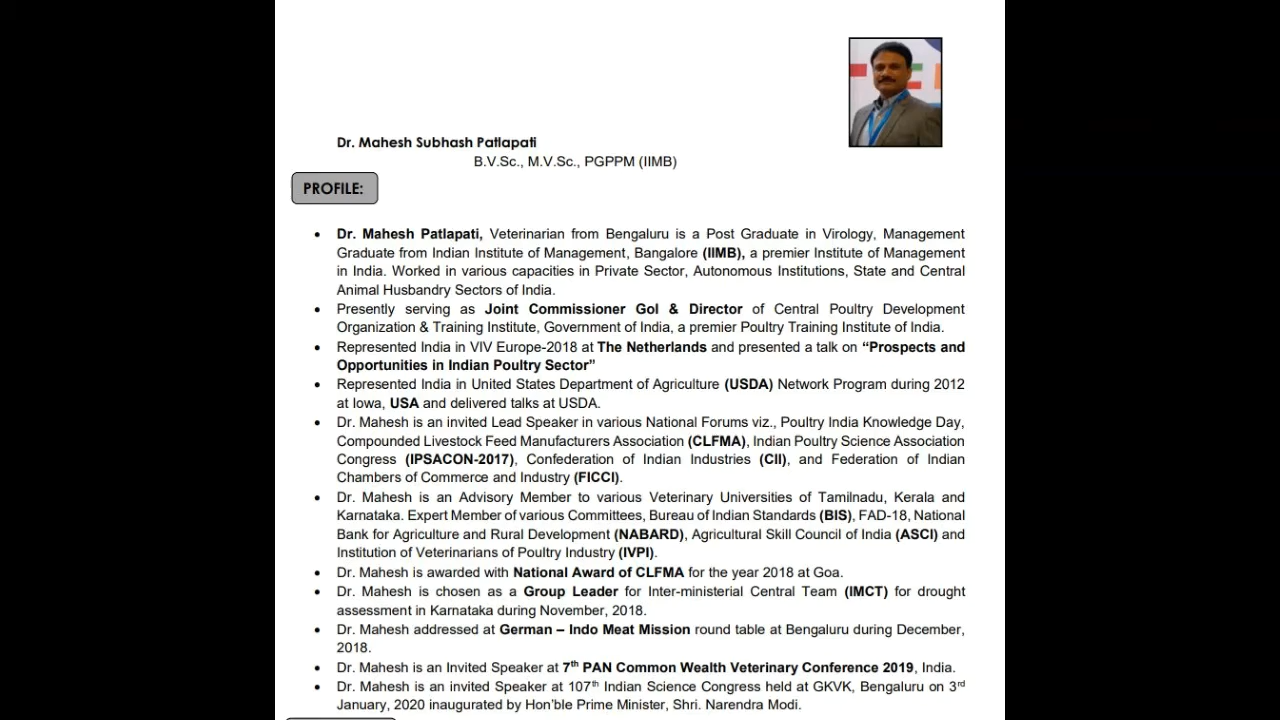 Dr. Mahesh Subhash Patlapati
B.V.Sc., M.V.Sc., PGPPM (IIMB)
PROFILE:
• Dr. Mahesh Patlapati, Veterinarian from Bengaluru is a Post Graduate in Virology, Management
Graduate from Indian Institute of Management, Bangalore (IIMB), a premier Institute of Management
in India. Worked in various capacities in Private Sector, Autonomous Institutions, State and Central
Animal Husbandry Sectors of India.
• Presently serving as Joint Commissioner GoI & Director of Central Poultry Development
Organization & Training Institute, Government of India, a premier Poultry Training Institute of India.
• Represented India in VIV Europe-2018 at The Netherlands and presented a talk on “Prospects and
Opportunities in Indian Poultry Sector”
• Represented India in United States Department of Agriculture (USDA) Network Program during 2012
at Iowa, USA and delivered talks at USDA.
• Dr. Mahesh is an invited Lead Speaker in various National Forums viz., Poultry India Knowledge Day,
Compounded Livestock Feed Manufacturers Association (CLFMA), Indian Poultry Science Association
Congress (IPSACON-2017), Confederation of Indian Industries (CII), and Federation of Indian
Chambers of Commerce and Industry (FICCI).
• Dr. Mahesh is an Advisory Member to various Veterinary Universities of Tamilnadu, Kerala and
Karnataka. Expert Member of various Committees, Bureau of Indian Standards (BIS), FAD-18, National
Bank for Agriculture and Rural Development (NABARD), Agricultural Skill Council of India (ASCI) and
Institution of Veterinarians of Poultry Industry (IVPI).
• Dr. Mahesh is awarded with National Award of CLFMA for the year 2018 at Goa.
• Dr. Mahesh is chosen as a Group Leader for Inter-ministerial Central Team (IMCT) for drought
assessment in Karnataka during November, 2018.
• Dr. Mahesh addressed at German – Indo Meat Mission round table at Bengaluru during December,
2018.
• Dr. Mahesh is an Invited Speaker at 7th PAN Common Wealth Veterinary Conference 2019, India.
• Dr. Mahesh is an invited Speaker at 107th Indian Science Congress held at GKVK, Bengaluru on 3rd
January, 2020 inaugurated by Hon’ble Prime Minister, Shri. Narendra Modi.